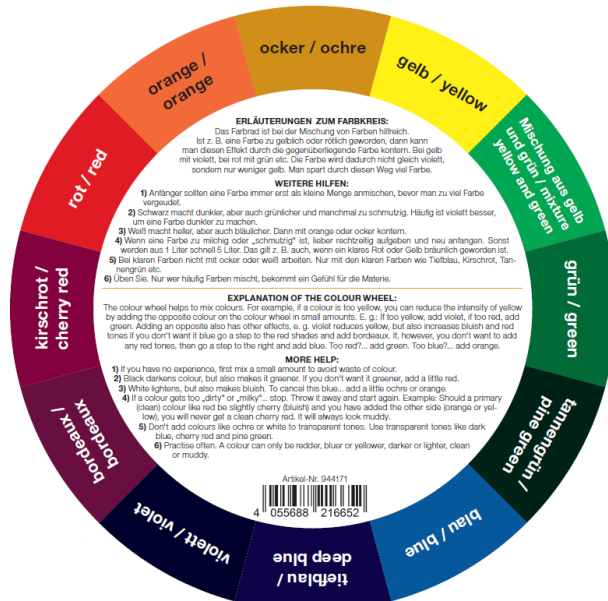 ocker / ochre
gelb / yellow
Mischung aus gelb
und grün / mixture
yellow and green
grün / green
tannengrün /
pine green
blau / blue
tiefblau /
deep blue
violett / violet
bordeaux /
bordeaux
kirschrot /
cherry red
rot / red
orange /
orange
ERLÄUTERUNGEN ZUM FARBKREIS:
Das Farbrad ist bei der Mischung von Farben hilfreich.
Ist z. B. eine Farbe zu gelblich oder rötlich geworden, dann kann
man diesen Effekt durch die gegenüberliegende Farbe kontern. Bei gelb
mit violett, bei rot mit grün etc. Die Farbe wird dadurch nicht gleich violett,
sondern nur weniger gelb. Man spart durch diesen Weg viel Farbe.
WEITERE HILFEN:
1) Anfänger sollten eine Farbe immer erst als kleine Menge anmischen, bevor man zu viel Farbe
vergeudet.
2) Schwarz macht dunkler, aber auch grünlicher und manchmal zu schmutzig. Häufig ist violett besser,
um eine Farbe dunkler zu machen.
3) Weiß macht heller, aber auch bläulicher. Dann mit orange oder ocker kontern.
4) Wenn eine Farbe zu milchig oder „schmutzig" ist, lieber rechtzeitig aufgeben und neu anfangen. Sonst
werden aus 1 Liter schnell 5 Liter. Das gilt z. B. auch, wenn ein klares Rot oder Gelb bräunlich geworden ist.
5) Bei klaren Farben nicht mit ocker oder weiß arbeiten. Nur mit den klaren Farben wie Tiefblau, Kirschrot, Tan-
nengrün etc.
6) Üben Sie. Nur wer häufig Farben mischt, bekommt ein Gefühl für die Materie.
EXPLANATION OF THE COLOUR WHEEL:
The colour wheel helps to mix colours. For example, if a colour is too yellow, you can reduce the intensity of yellow
by adding the opposite colour on the colour wheel in small amounts. E. g.: If too yellow, add violet, if too red, add
green. Adding an opposite also has other effects, e. g. violet reduces yellow, but also increases bluish and red
tones if you don't want it blue go a step to the red shades and add bordeaux. If, however, you don't want to add
any red tones, then go a step to the right and add blue. Too red?... add green. Too blue?... add orange.
MORE HELP:
1) If you have no experience, first mix a small amount to avoid waste of colour.
2) Black darkens colour, but also makes it greener. If you don't want it greener, add a little red.
3) White lightens, but also makes bluish. To cancel this blue... add a little ochre or orange.
4) If a colour gets too „dirty" or „milky"... stop. Throw it away and start again. Example: Should a primary
(clean) colour like red be slightly cherry (bluish) and you have added the other side (orange or yel-
low), you will never get a clean cherry red. It will always look muddy.
5) Don't add colours like ochre or white to transparent tones. Use transparent tones like dark
blue, cherry red and pine green.
6) Practise often. A colour can only be redder, bluer or yellower, darker or lighter, clean
or muddy.
Artikel-Nr. 944171
4 055688 216652